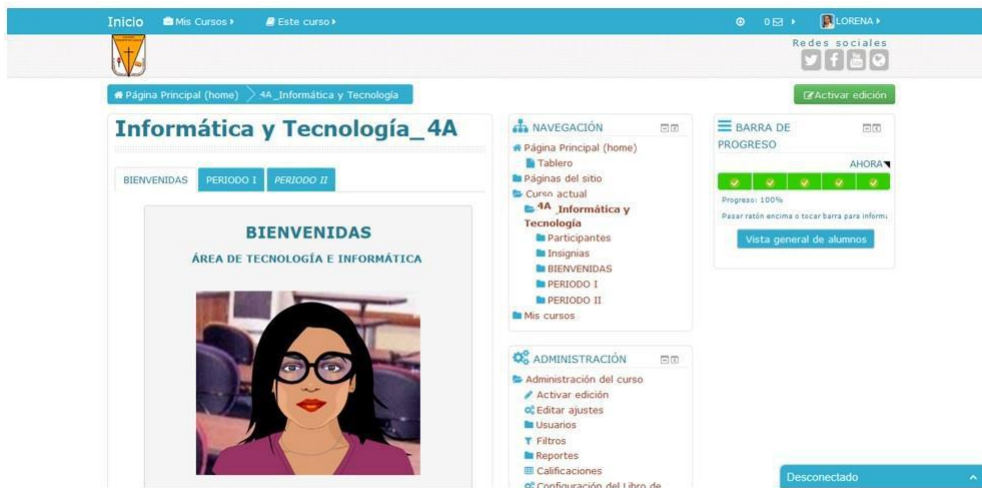 Inicio Mis Cursos Este curso 0 LORENA
Redes sociales
Página Principal (home) 4A_Informática y Tecnología Activar edición
Informática y Tecnología_4A
BIENVENIDAS PERIODO I PERIODO II
BIENVENIDAS
ÁREA DE TECNOLOGÍA E INFORMÁTICA
NAVEGACIÓN
Página Principal (home)
Tablero
Páginas del sitio
Curso actual
4A_Informática y
Tecnología
Participantes
Insignias
BIENVENIDAS
PERIODO I
PERIODO II
Mis cursos
ADMINISTRACIÓN
Administración del curso
Activar edición
Editar ajustes
Usuarios
Filtros
Reportes
Calificaciones
Configuración del Libro de
BARRA DE
PROGRESO
AHORA
Progreso: 100%
Pasar ratón encima o tocar barra para inform
Vista general de alumnos
Desconectado